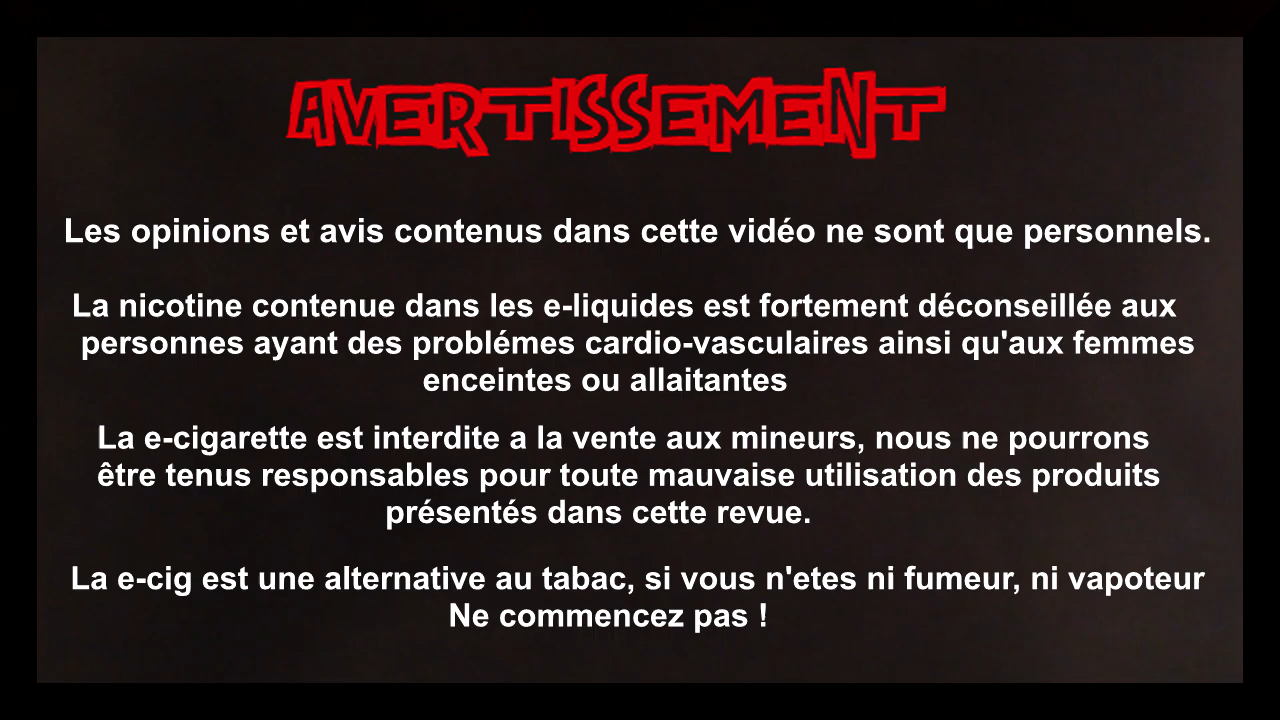 AVERTISSEMENT
Les opinions et avis contenus dans cette vidéo ne sont que personnels.
La nicotine contenue dans les e-liquides est fortement déconseillée aux
personnes ayant des problémes cardio-vasculaires ainsi qu'aux femmes
enceintes ou allaitantes
La e-cigarette est interdite a la vente aux mineurs, nous ne pourrons
être tenus responsables pour toute mauvaise utilisation des produits
présentés dans cette revue.
La e-cig est une alternative au tabac, si vous n'etes ni fumeur, ni vapoteur
Ne commencez pas !